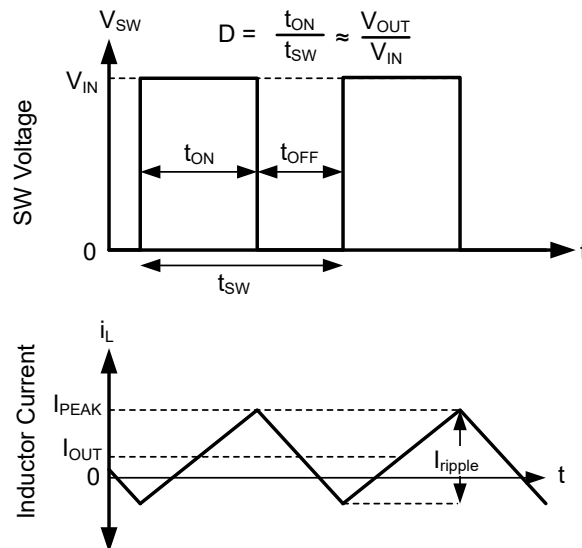 V_SW
D = t_ON / t_SW ≈ V_OUT / V_IN
V_IN
SW Voltage
t_ON
t_OFF
0
t
t_SW
i_L
Inductor Current
I_PEAK
I_OUT
0
I_ripple
t